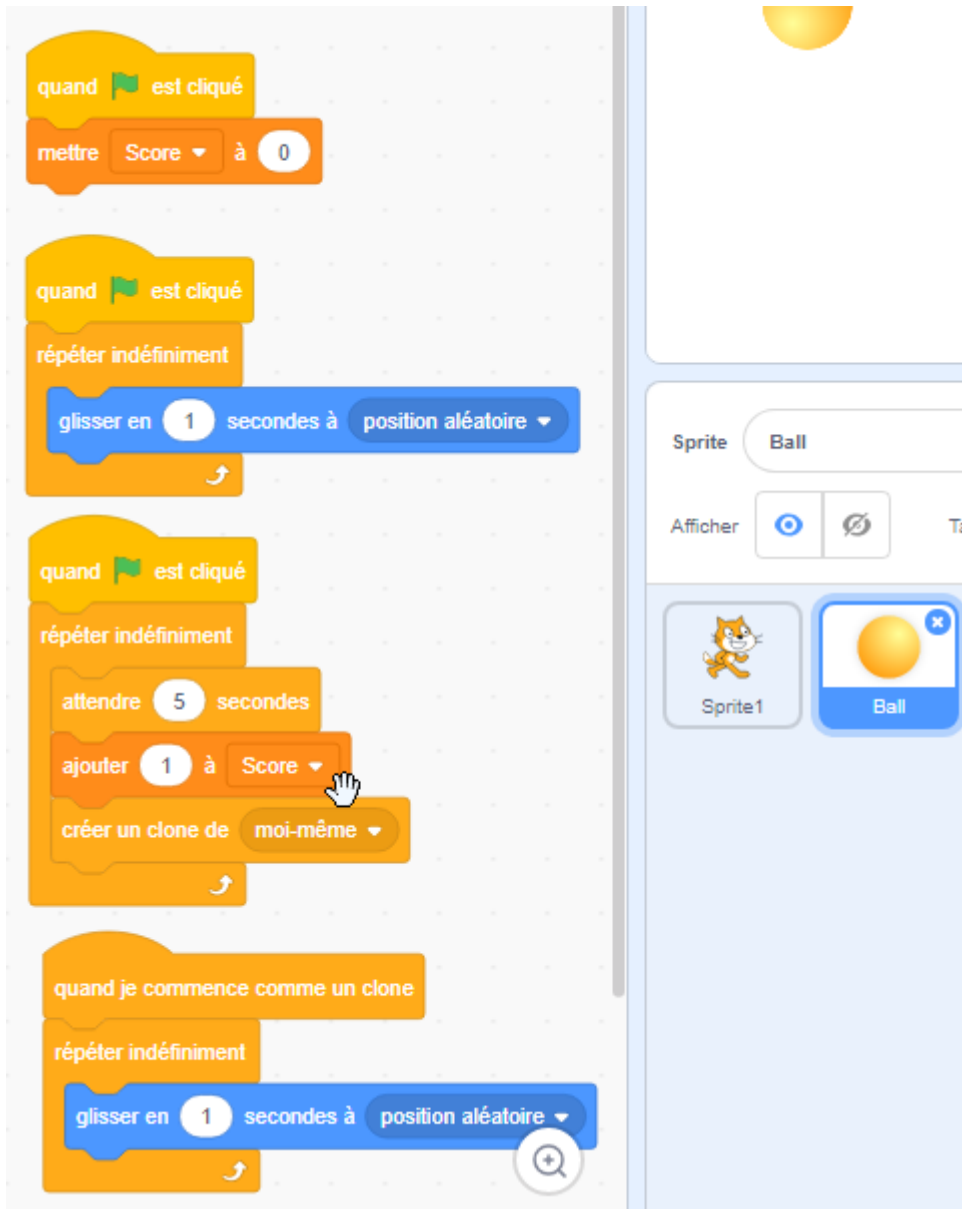 quand est cliqué
mettre Score à 0
quand est cliqué
répéter indéfiniment
glisser en 1 secondes à position aléatoire
quand est cliqué
répéter indéfiniment
attendre 5 secondes
ajouter 1 à Score
créer un clone de moi-même
quand je commence comme un clone
répéter indéfiniment
glisser en 1 secondes à position aléatoire
Sprite Ball
Afficher
Sprite1
Ball